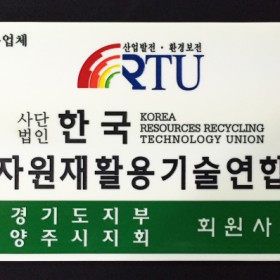 업체
산업발전 · 환경보전
RTU
사단법인 한국 KOREA RESOURCES RECYCLING TECHNOLOGY UNION
자원재활용기술연합
경기도지부
양주시지회 회원사